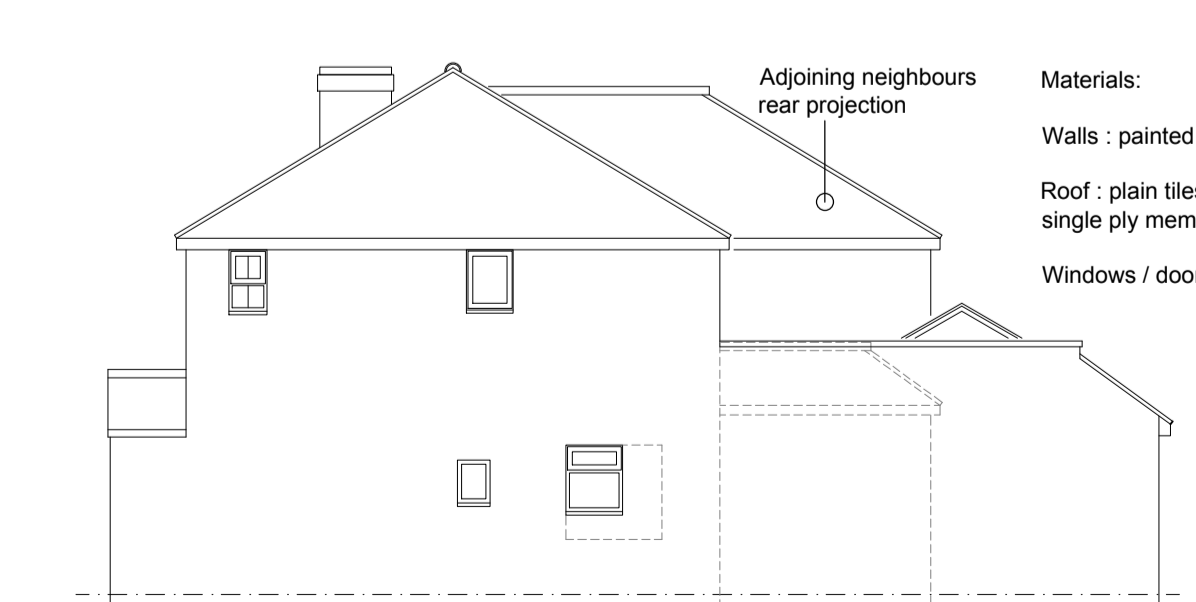 Adjoining neighbours
rear projection
Materials:
Walls : painted
Roof : plain tiles
single ply mem
Windows / door